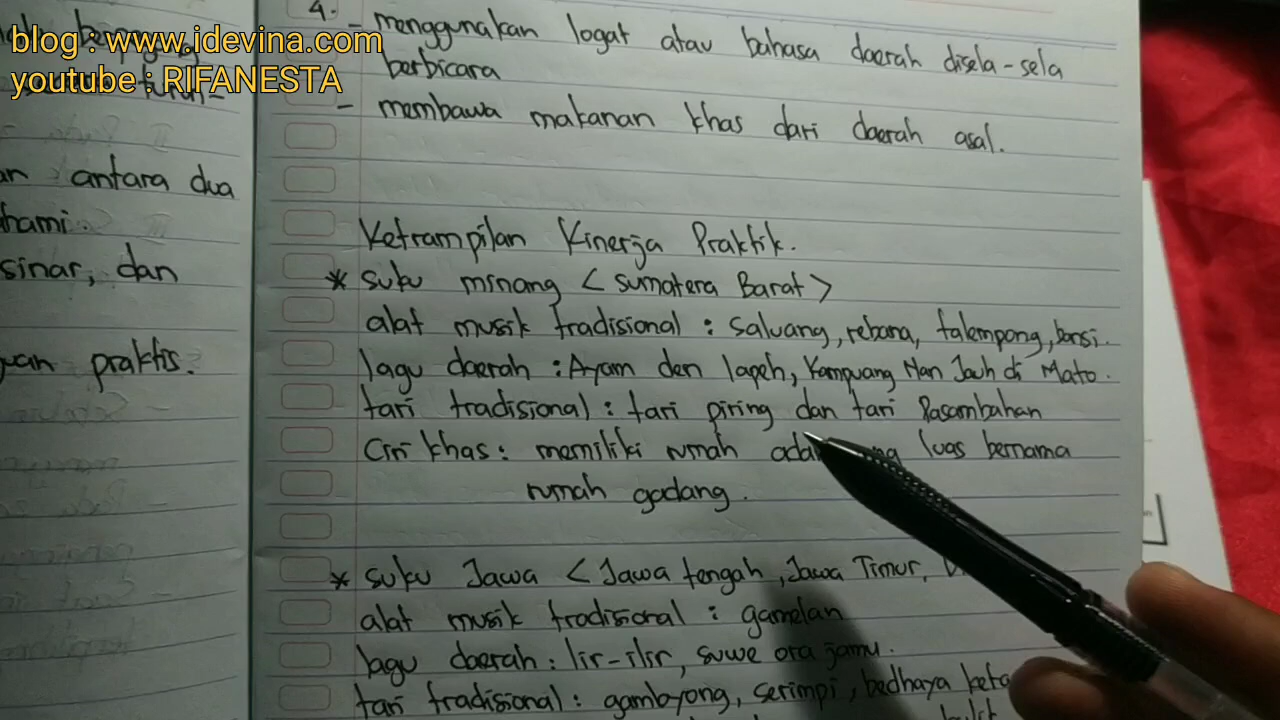 blog : www.idevina.com
youtube : RIFANESTA
an antara dua
hami.
sinar, dan
praktis.
4. - menggunakan logat atau bahasa daerah disela-sela
berbicara
- membawa makanan khas dari daerah asal.
Ketrampilan Kinerja Praktik.
* suku minang < Sumatera Barat >
alat musik tradisional : saluang, rebana, talempong, bansi.
lagu daerah : Ayam den lapeh, Kampuang Nan Jauh di Mato.
tari tradisional : tari piring dan tari Pasambahan
Ciri khas : memiliki rumah luas bernama
rumah gadang.
* suku Jawa < Jawa tengah, Jawa Timur,
alat musik tradisional : gamelan
lagu daerah : lir-ilir, suwe ora jamu.
tari tradisional : gambyong, serimpi, bedhaya keta